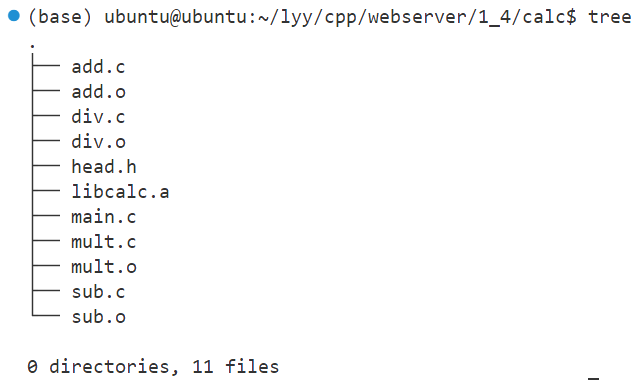 (base) ubuntu@ubuntu:~/lyy/cpp/webserver/1_4/calc$ tree
.
├── add.c
├── add.o
├── div.c
├── div.o
├── head.h
├── libcalc.a
├── main.c
├── mult.c
├── mult.o
├── sub.c
└── sub.o
0 directories, 11 files